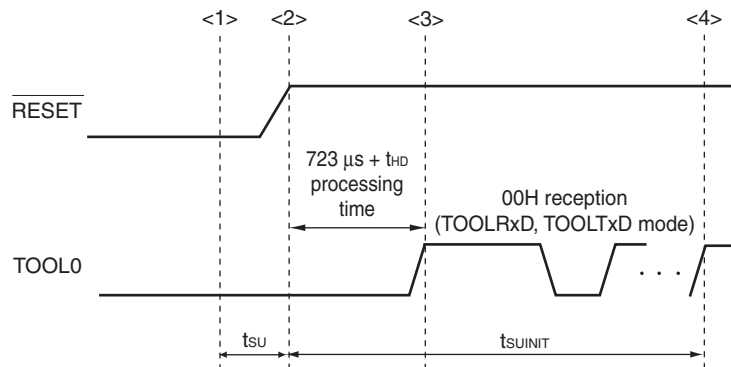 <1> <2> <3> <4>
RESET
723 µs + tHD
processing
time
00H reception
(TOOLRxD, TOOLTxD mode)
TOOL0
. . .
tSU
tSUINIT